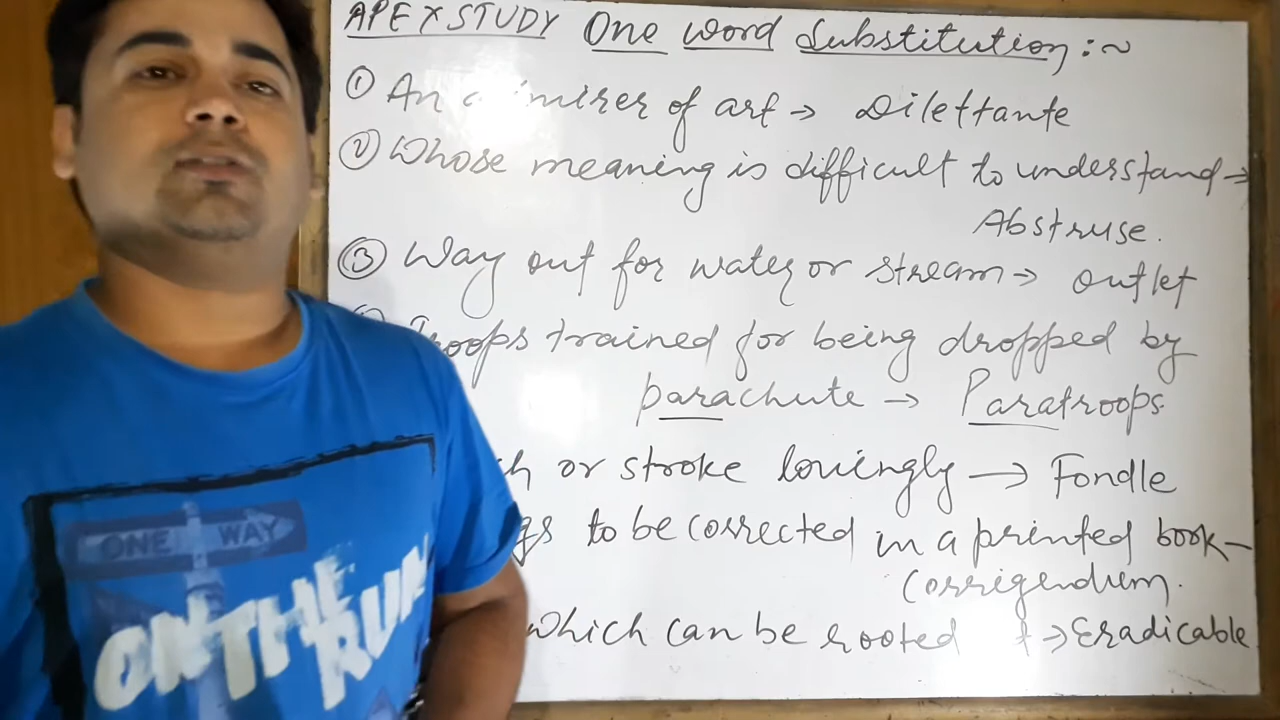 APEX STUDY One Word Substitution :~
① An admirer of art → Dilettante
② Whose meaning is difficult to understand →
Abstruse.
③ Way out for water or stream → outlet
Troops trained for being dropped by
parachute → Paratroops
or stroke lovingly → Fondle
to be corrected in a printed book -
Corrigendum.
which can be rooted → Eradicable
ONE WAY
ON THE
RUN